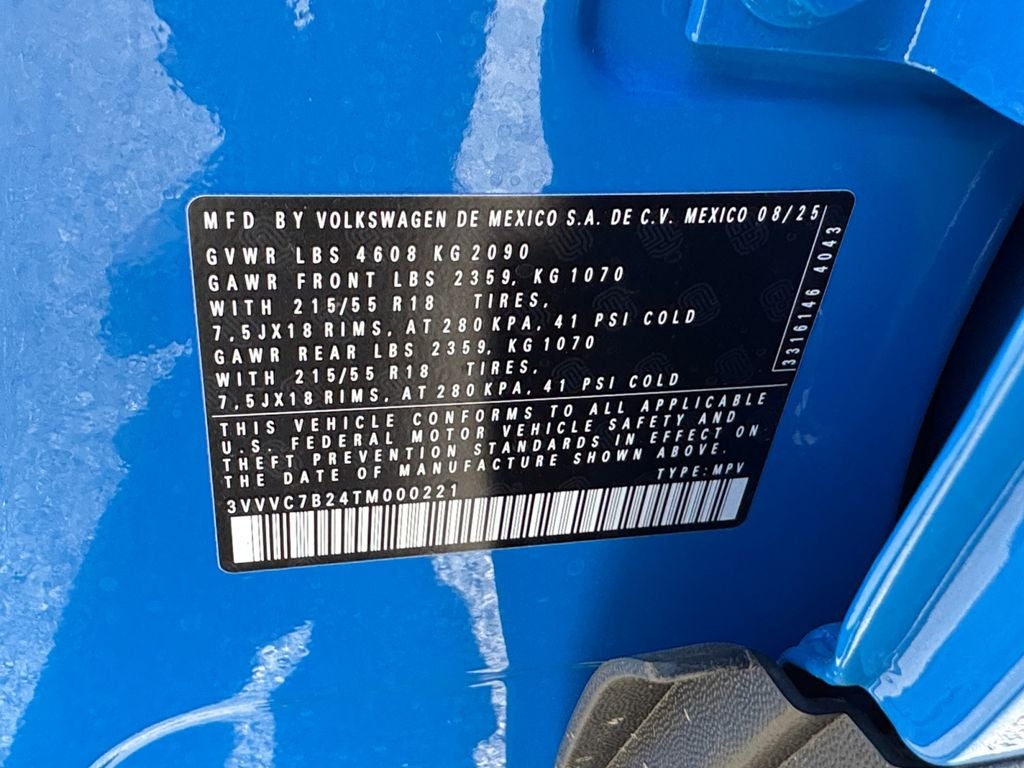 MFD BY VOLKSWAGEN DE MEXICO S.A. DE C.V. MEXICO 08/25
GVWR LBS 4608 KG 2090
GAWR FRONT LBS 2359, KG 1070
WITH 215/55 R18 TIRES,
7,5JX18 RIMS, AT 280 KPA, 41 PSI COLD
GAWR REAR LBS 2359, KG 1070
WITH 215/55 R18 TIRES,
7,5JX18 RIMS, AT 280 KPA, 41 PSI COLD
THIS VEHICLE CONFORMS TO ALL APPLICABLE
U.S. FEDERAL MOTOR VEHICLE SAFETY AND
THEFT PREVENTION STANDARDS IN EFFECT ON
THE DATE OF MANUFACTURE SHOWN ABOVE.
TYPE: MPV
3VVVC7B24TM000221
3316146 4043